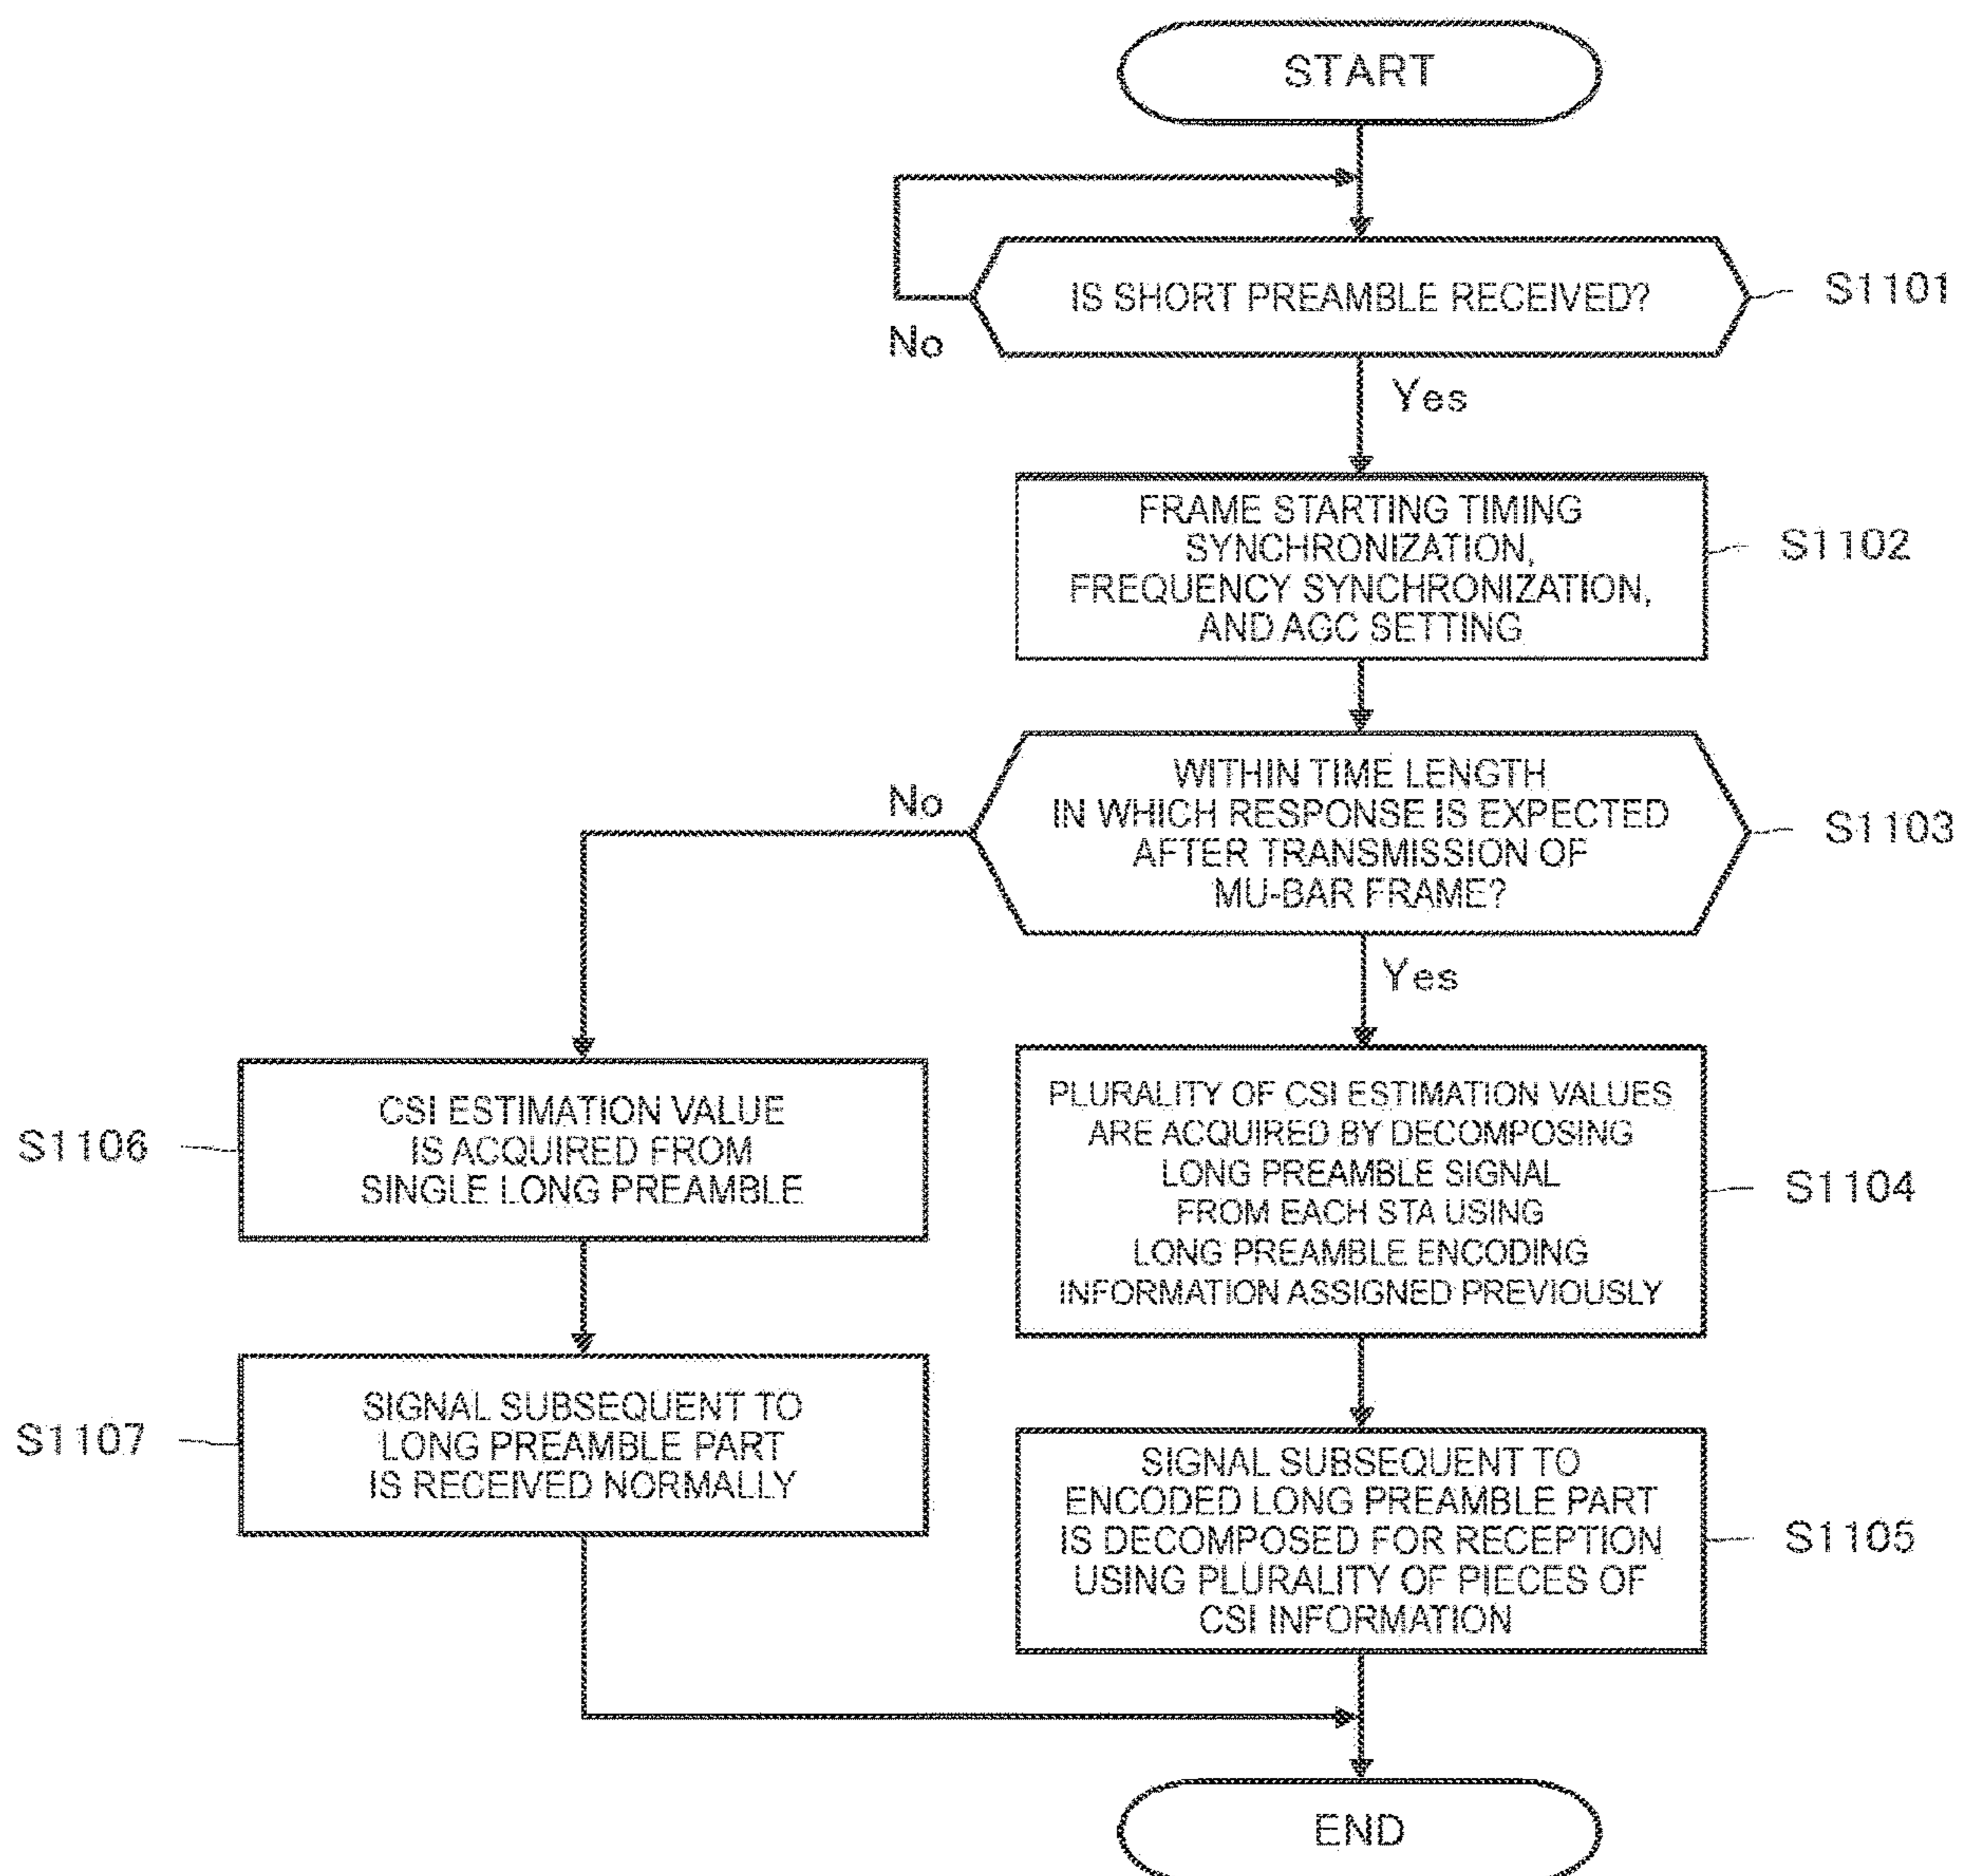 START
IS SHORT PREAMBLE RECEIVED?
S1101
No
Yes
FRAME STARTING TIMING
SYNCHRONIZATION,
FREQUENCY SYNCHRONIZATION,
AND AGC SETTING
S1102
WITHIN TIME LENGTH
IN WHICH RESPONSE IS EXPECTED
AFTER TRANSMISSION OF
MU-BAR FRAME?
S1103
No
Yes
PLURALITY OF CSI ESTIMATION VALUES
ARE ACQUIRED BY DECOMPOSING
LONG PREAMBLE SIGNAL
FROM EACH STA USING
LONG PREAMBLE ENCODING
INFORMATION ASSIGNED PREVIOUSLY
S1104
SIGNAL SUBSEQUENT TO
ENCODED LONG PREAMBLE PART
IS DECOMPOSED FOR RECEPTION
USING PLURALITY OF PIECES OF
CSI INFORMATION
S1105
S1106
CSI ESTIMATION VALUE
IS ACQUIRED FROM
SINGLE LONG PREAMBLE
S1107
SIGNAL SUBSEQUENT TO
LONG PREAMBLE PART
IS RECEIVED NORMALLY
END